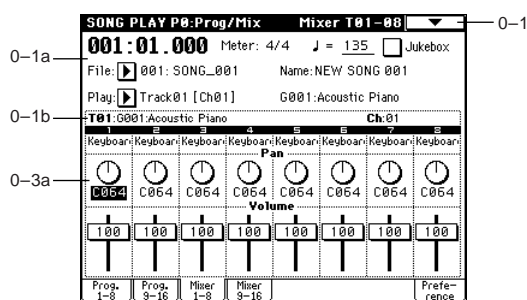 SONG PLAY P0:Prog/Mix Mixer T01-08
0–1
001:01.000 Meter: 4/4 ♩ = 135 Jukebox
0–1a
File: 001: SONG_001 Name:NEW SONG 001
Play: Track01 [Ch01] G001:Acoustic Piano
0–1b
T01:G001:Acoustic Piano Ch:01
1 2 3 4 5 6 7 8
Keyboar Keyboar Keyboar Keyboar Keyboar Keyboar Keyboar Keyboar
Pan
0–3a
C064 C064 C064 C064 C064 C064 C064 C064
Volume
100 100 100 100 100 100 100 100
Prog. 1-8 Prog. 9-16 Mixer 1-8 Mixer 9-16 Prefe-rence